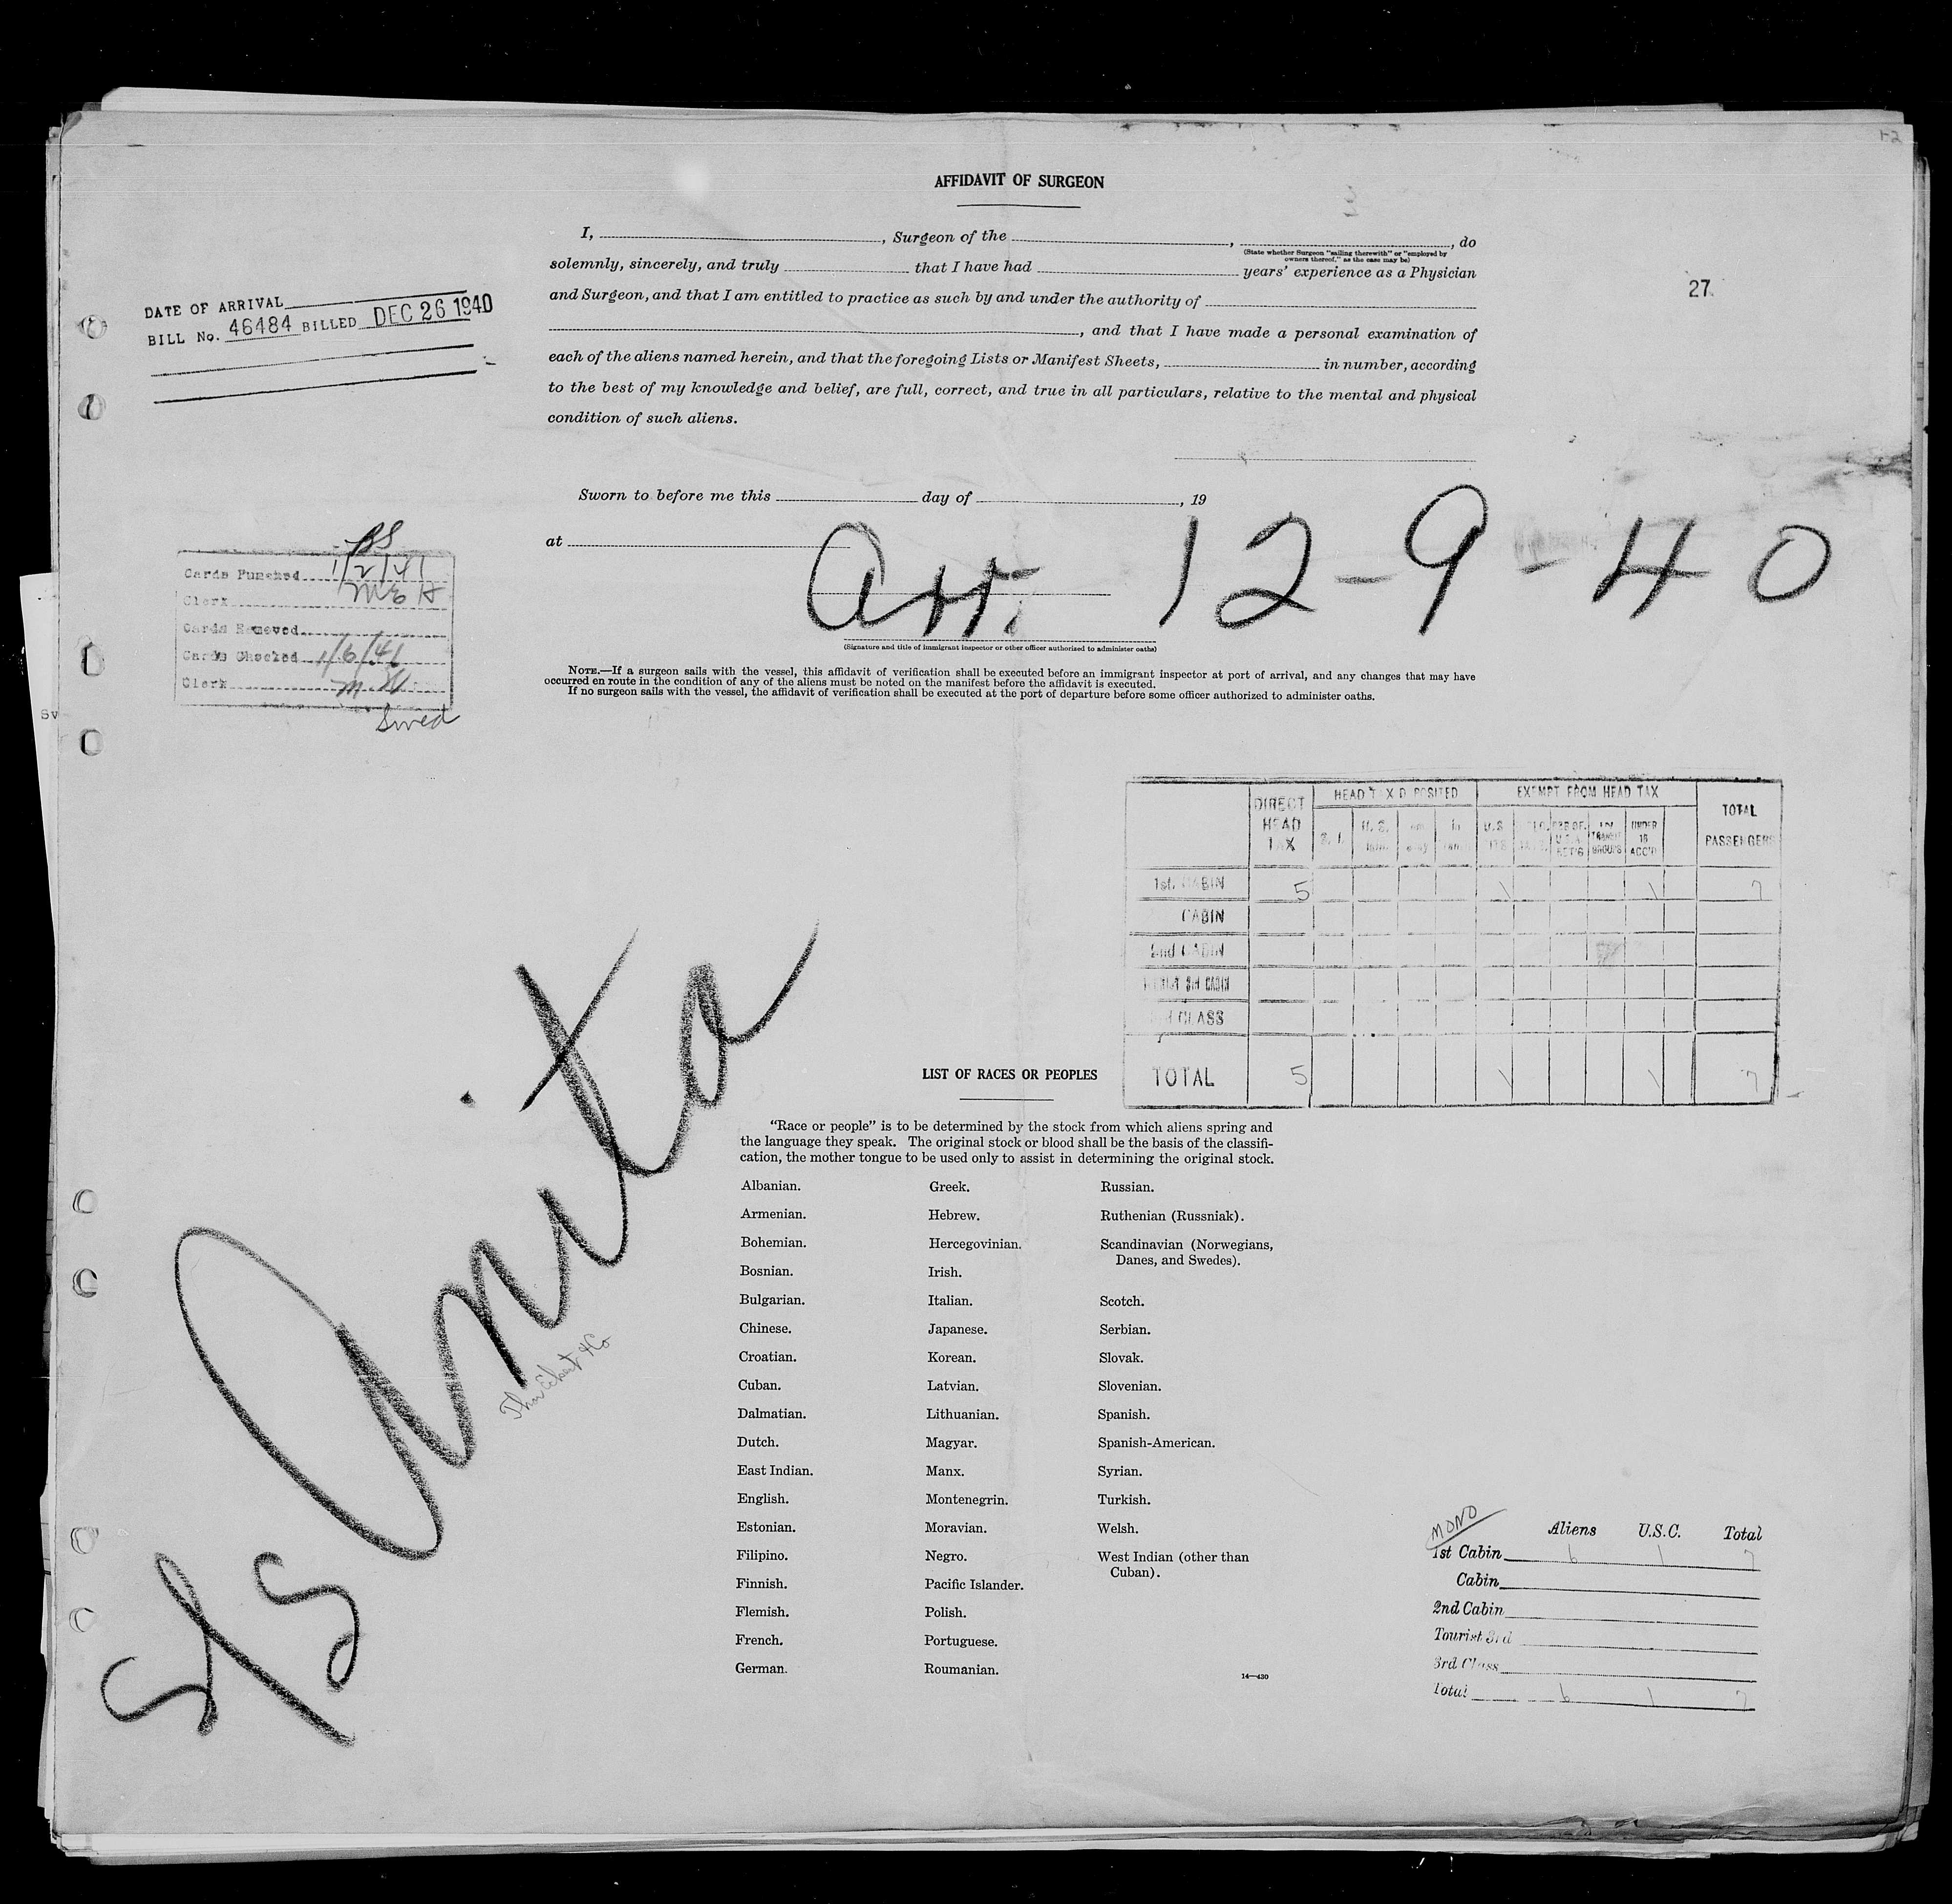 AFFIDAVIT OF SURGEON
I, , Surgeon of the , , do
(State whether Surgeon "sailing therewith" or "employed by
owners thereof," as the case may be)
solemnly, sincerely, and truly that I have had years' experience as a Physician
and Surgeon, and that I am entitled to practice as such by and under the authority of
, and that I have made a personal examination of
each of the aliens named herein, and that the foregoing Lists or Manifest Sheets, in number, according
to the best of my knowledge and belief, are full, correct, and true in all particulars, relative to the mental and physical
condition of such aliens.
27
DATE OF ARRIVAL
BILL No. 46484 BILLED DEC 26 1940
Sworn to before me this day of , 19
at
Arr. 12-9-40
(Signature and title of immigrant inspector or other officer authorized to administer oaths)
NOTE.—If a surgeon sails with the vessel, this affidavit of verification shall be executed before an immigrant inspector at port of arrival, and any changes that may have
occurred en route in the condition of any of the aliens must be noted on the manifest before the affidavit is executed.
If no surgeon sails with the vessel, the affidavit of verification shall be executed at the port of departure before some officer authorized to administer oaths.
Cards Punched 1/2/41
Clerk
Cards Removed
Cards Checked 1/6/41
Clerk
Swed
DIRECT HEAD TAX
EXEMPT FROM HEAD TAX
TOTAL PASSENGERS
UNDER 16 ACC'D
1st. CABIN 5 1 1 7
CABIN
2nd CABIN
CLASS
TOTAL 5 1 1 7
S/S Anita
LIST OF RACES OR PEOPLES
"Race or people" is to be determined by the stock from which aliens spring and
the language they speak. The original stock or blood shall be the basis of the classifi-
cation, the mother tongue to be used only to assist in determining the original stock.
Albanian.
Armenian.
Bohemian.
Bosnian.
Bulgarian.
Chinese.
Croatian.
Cuban.
Dalmatian.
Dutch.
East Indian.
English.
Estonian.
Filipino.
Finnish.
Flemish.
French.
German.
Greek.
Hebrew.
Hercegovinian.
Irish.
Italian.
Japanese.
Korean.
Latvian.
Lithuanian.
Magyar.
Manx.
Montenegrin.
Moravian.
Negro.
Pacific Islander.
Polish.
Portuguese.
Roumanian.
Russian.
Ruthenian (Russniak).
Scandinavian (Norwegians,
Danes, and Swedes).
Scotch.
Serbian.
Slovak.
Slovenian.
Spanish.
Spanish-American.
Syrian.
Turkish.
Welsh.
West Indian (other than
Cuban).
14—430
MONO
Aliens U.S.C. Total
1st Cabin 6 1 7
Cabin
2nd Cabin
Tourist 3rd
3rd Class
Total 6 1 7